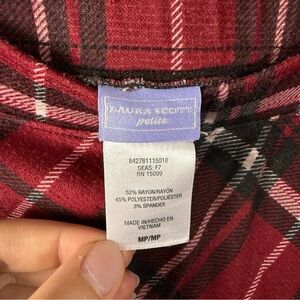 LAURA SCOTT
petite
842761115018
SEAS: F7
RN 15099
52% RAYON/RAYÓN
45% POLYESTER/POLIÉSTER
3% SPANDEX
MADE IN/HECHO EN
VIETNAM
MP/MP